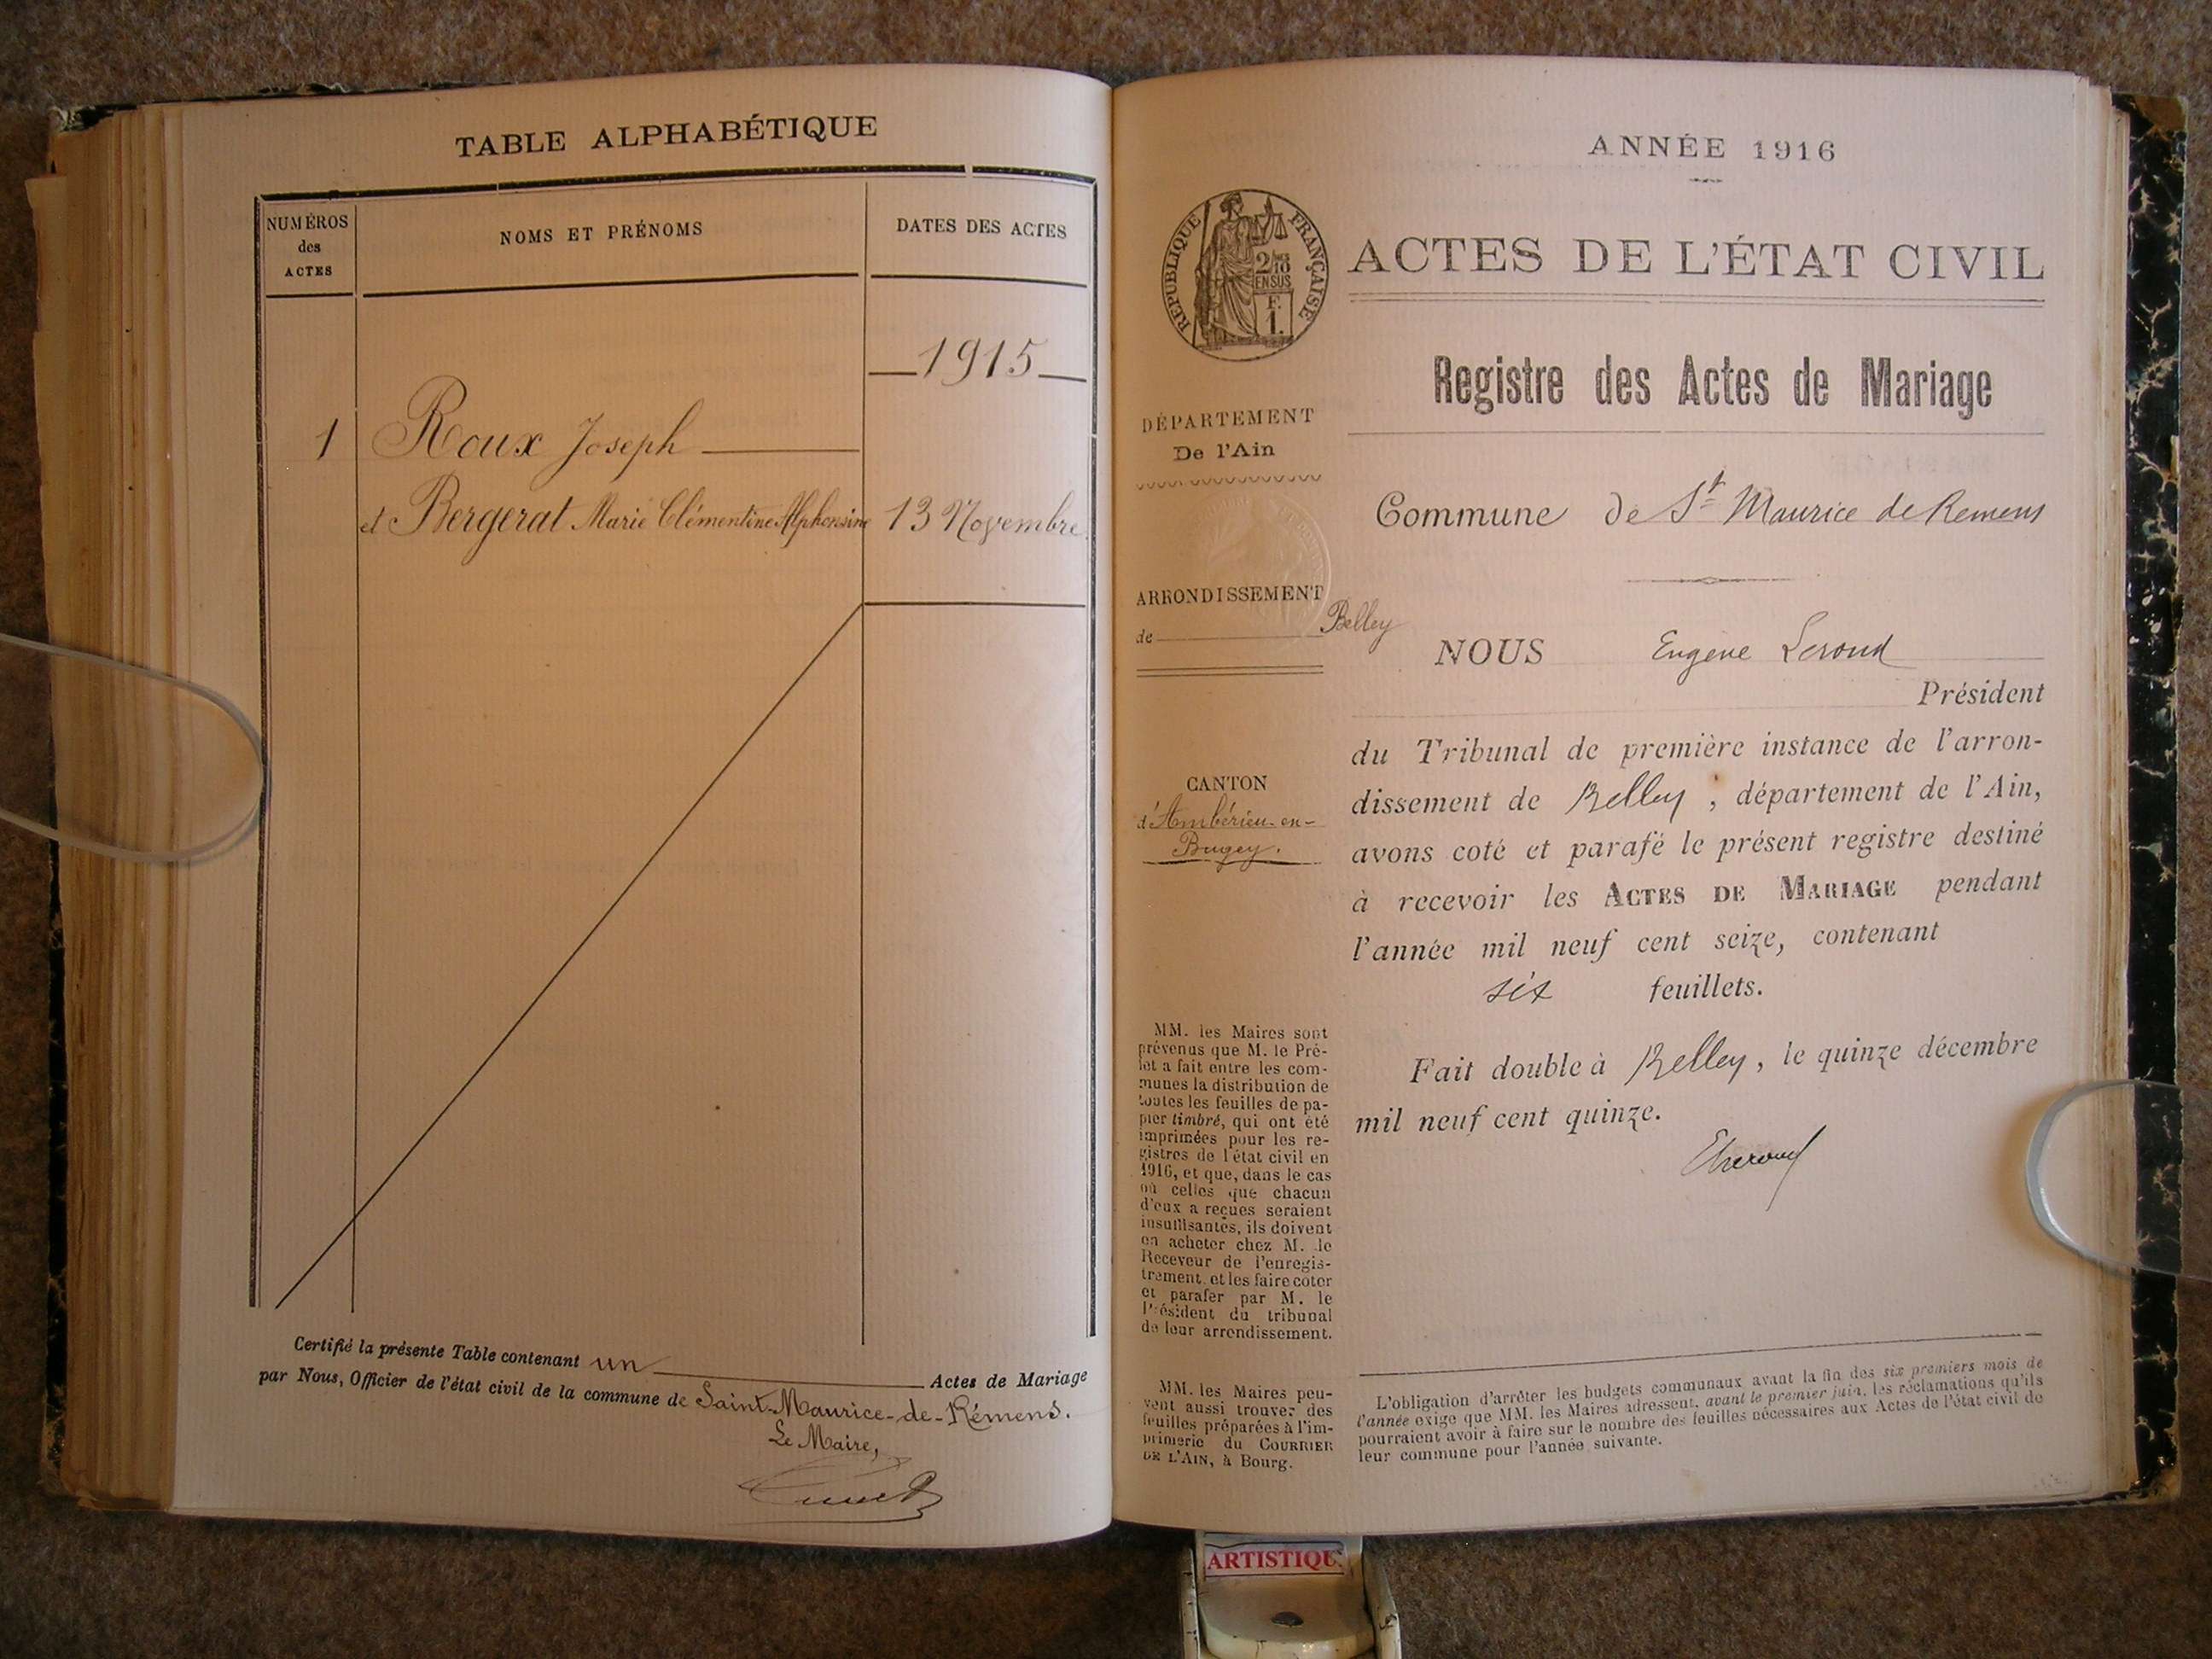 TABLE ALPHABÉTIQUE
NUMÉROS
des
ACTES
NOMS ET PRÉNOMS
DATES DES ACTES
1915
1 Roux Joseph
et Bergerat Marie Clémentine Alphonsine 13 Novembre
Certifié la présente Table contenant un Actes de Mariage
par Nous, Officier de l'état civil de la commune de Saint-Maurice-de-Rémens.
Le Maire,
ANNÉE 1916
RÉPUBLIQUE FRANÇAISE
2/10
EN SUS
F.
1.
ACTES DE L'ÉTAT CIVIL
Registre des Actes de Mariage
DÉPARTEMENT
De l'Ain
Commune de St Maurice de Remens
ARRONDISSEMENT
de Belley
CANTON
d'Ambérieu-en-
Bugey.
NOUS Eugène Leroud
Président
du Tribunal de première instance de l'arron-
dissement de Belley, département de l'Ain,
avons coté et parafé le présent registre destiné
à recevoir les ACTES DE MARIAGE pendant
l'année mil neuf cent seize, contenant
six feuillets.
Fait double à Belley, le quinze décembre
mil neuf cent quinze.
MM. les Maires sont
prévenus que M. le Pré-
fet a fait entre les com-
munes la distribution de
toutes les feuilles de pa-
pier timbré, qui ont été
imprimées pour les re-
gistres de l'état civil en
1916, et que, dans le cas
où celles que chacun
d'eux a reçues seraient
insuffisantes, ils doivent
en acheter chez M. le
Receveur de l'enregis-
trement, et les faire coter
et parafer par M. le
Président du tribunal
de leur arrondissement.
MM. les Maires peu-
vent aussi trouver des
feuilles préparées à l'im-
primerie du COURRIER
DE L'AIN, à Bourg.
L'obligation d'arrêter les budgets communaux avant la fin des six premiers mois de
l'année exige que MM. les Maires adressent, avant le premier juin, les réclamations qu'ils
pourraient avoir à faire sur le nombre des feuilles nécessaires aux Actes de l'état civil de
leur commune pour l'année suivante.
ARTISTIQU